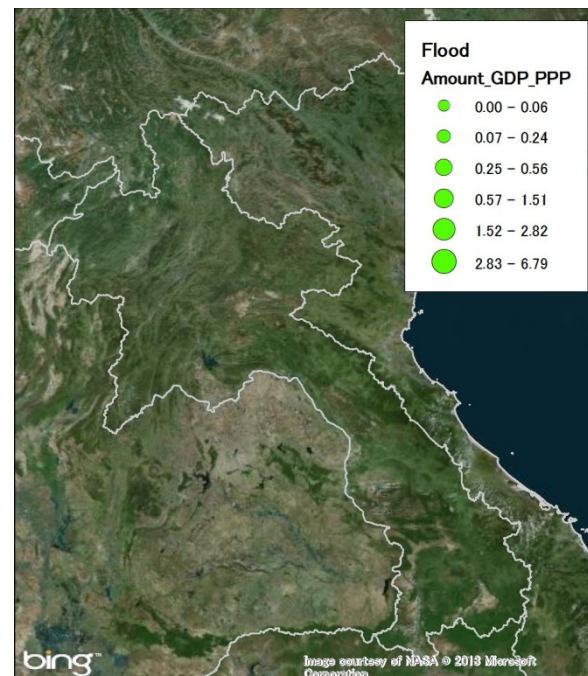 Flood
Amount_GDP_PPP
0.00 - 0.06
0.07 - 0.24
0.25 - 0.56
0.57 - 1.51
1.52 - 2.82
2.83 - 6.79
bing™
Image courtesy of NASA © 2013 Microsoft
Corporation